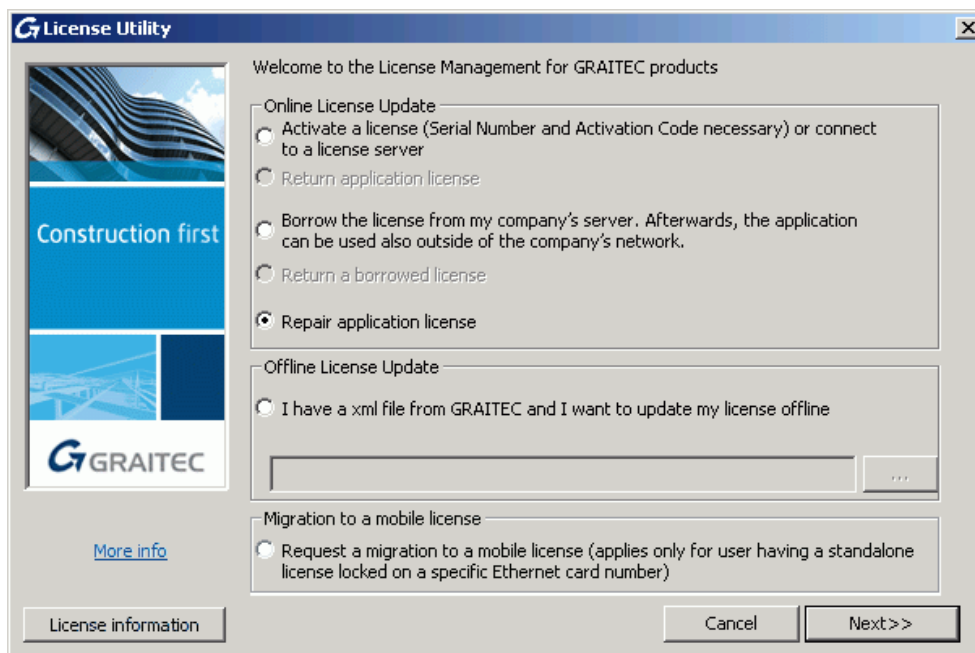 License Utility
Welcome to the License Management for GRAITEC products
Online License Update
Activate a license (Serial Number and Activation Code necessary) or connect
to a license server
Return application license
Borrow the license from my company's server. Afterwards, the application
can be used also outside of the company's network.
Return a borrowed license
Repair application license
Construction first
GRAITEC
Offline License Update
I have a xml file from GRAITEC and I want to update my license offline
...
Migration to a mobile license
Request a migration to a mobile license (applies only for user having a standalone
license locked on a specific Ethernet card number)
More info
License information
Cancel
Next>>